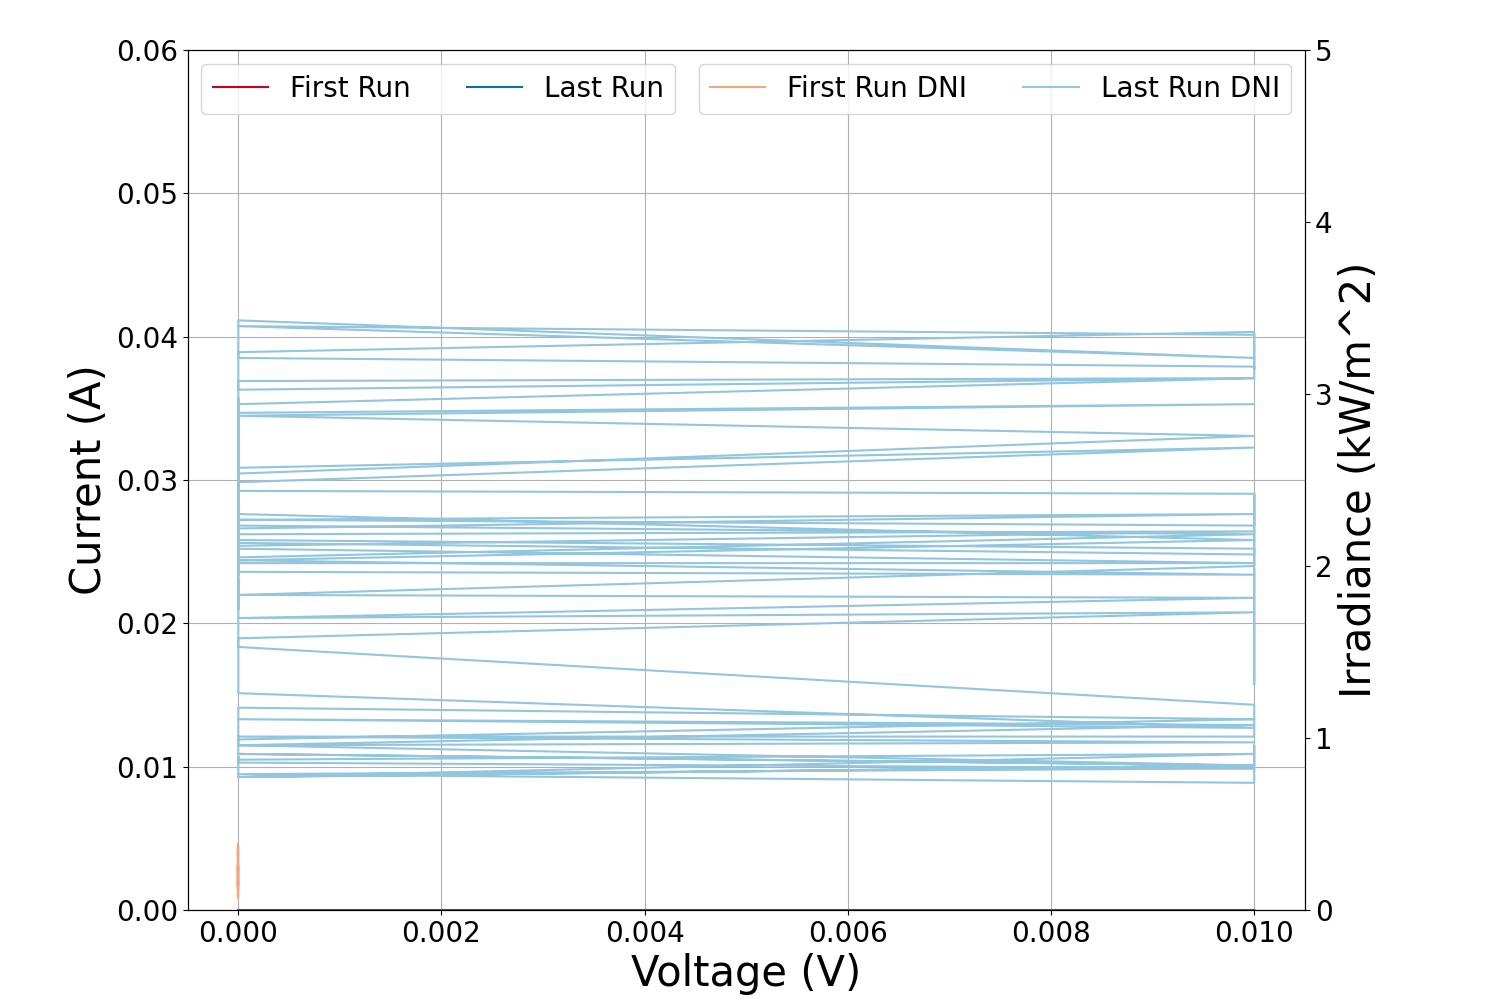 First Run
Last Run
First Run DNI
Last Run DNI
Current (A)
0.06
0.05
0.04
0.03
0.02
0.01
0.00
0.000 0.002 0.004 0.006 0.008 0.010
Voltage (V)
5
4
3
2
1
0
Irradiance (kW/m^2)